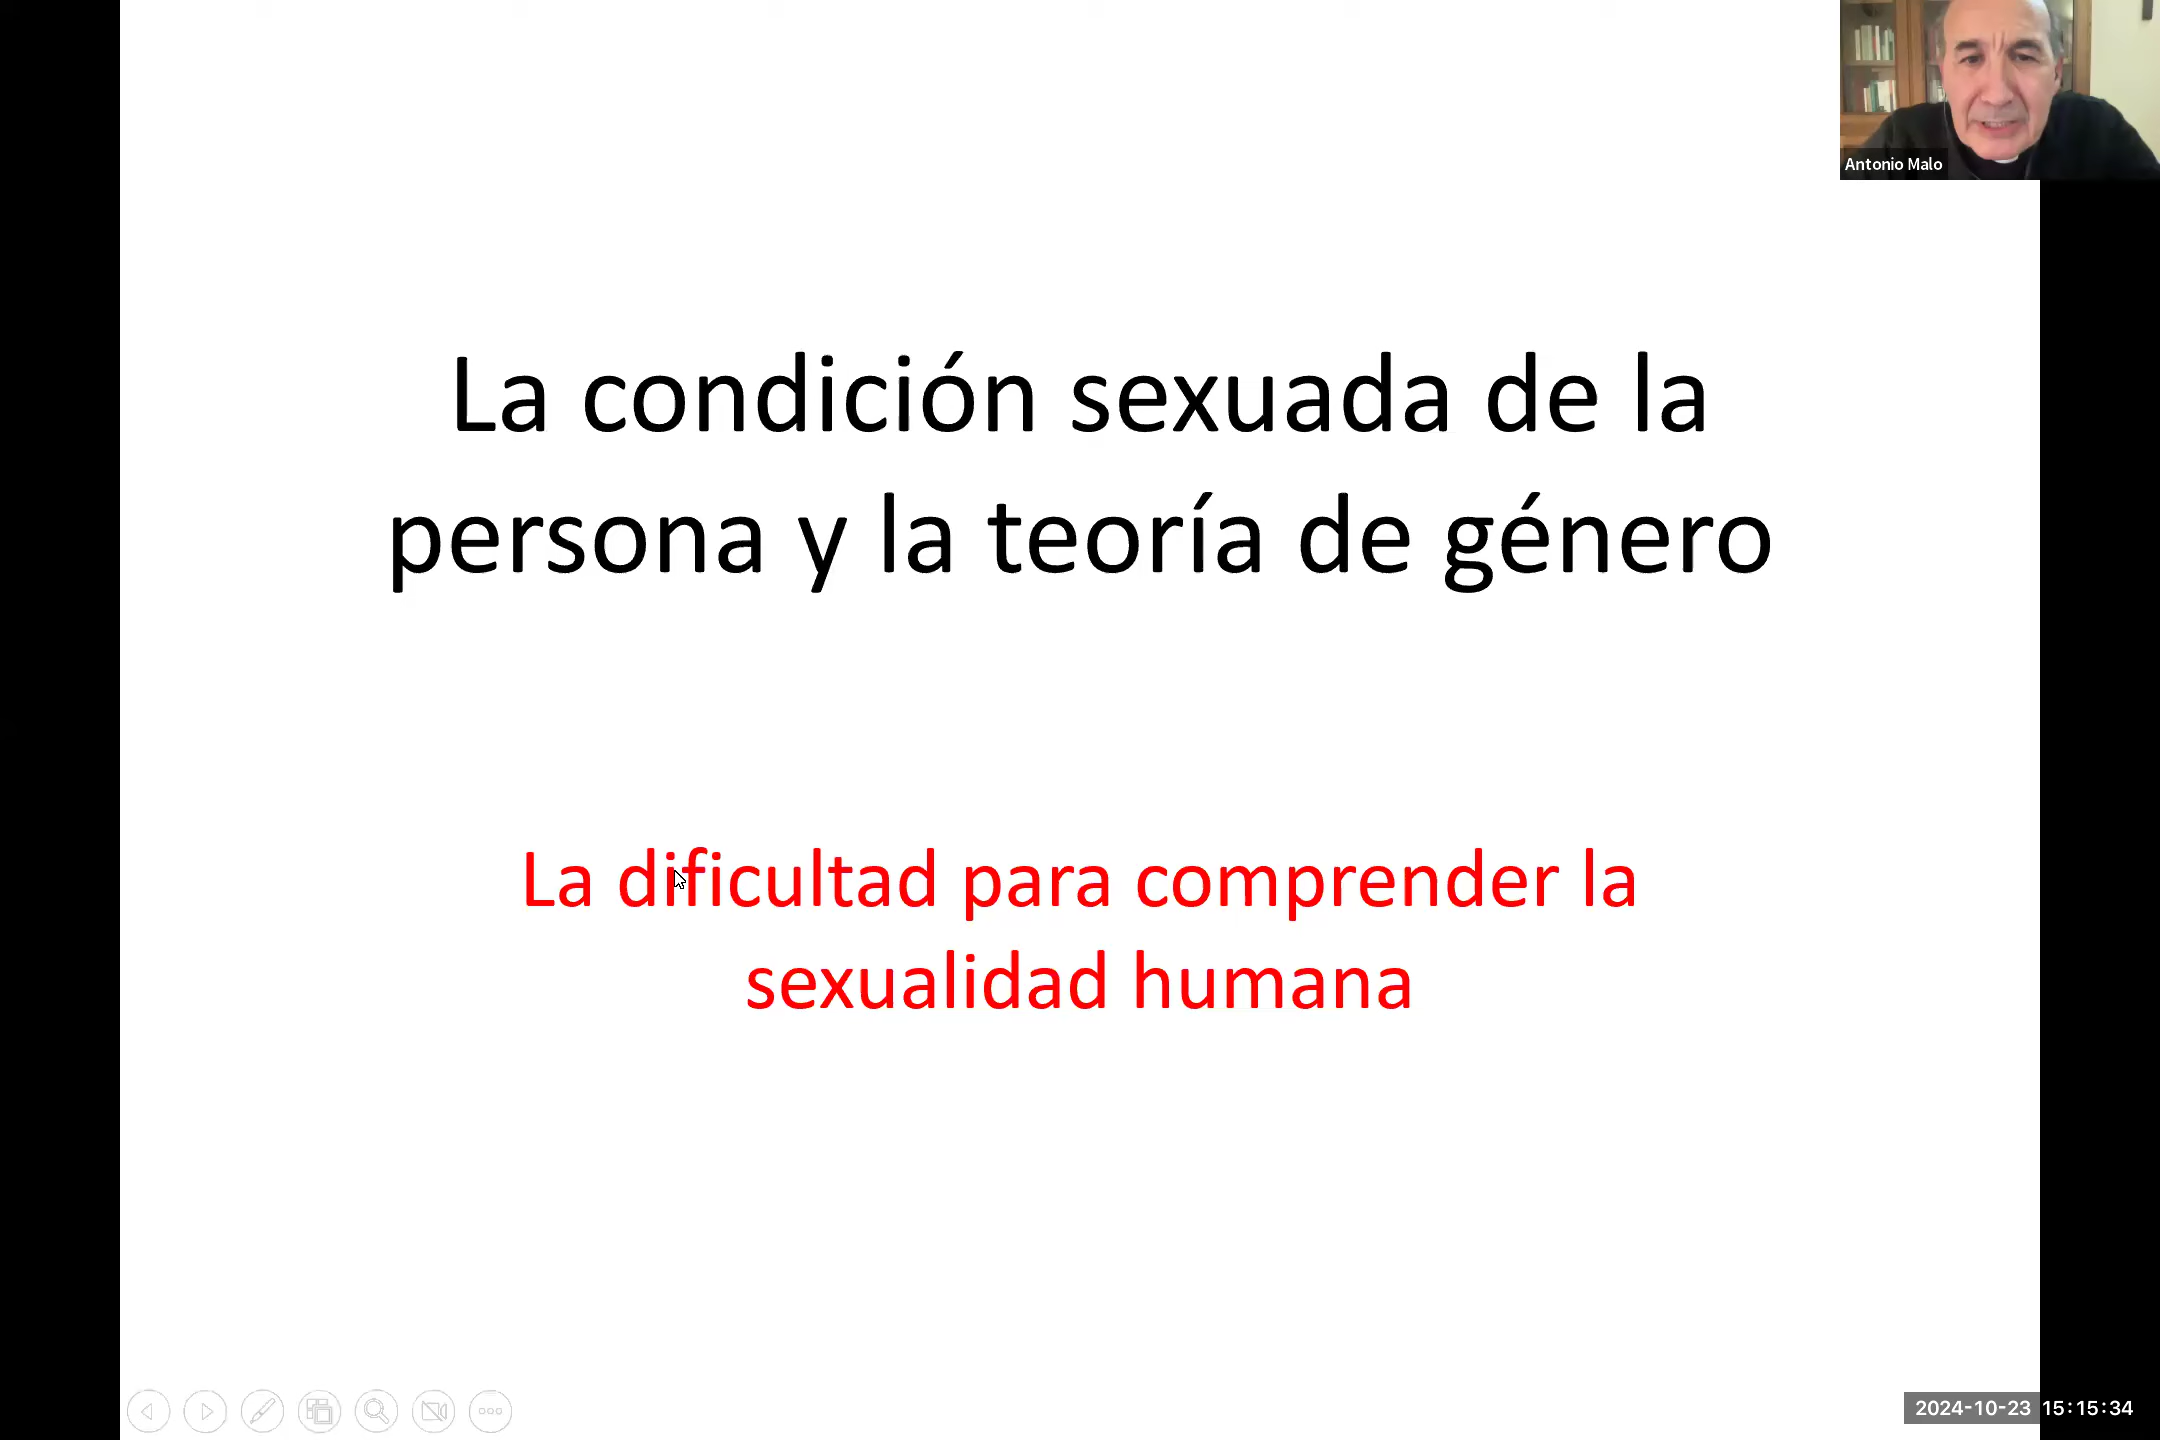 Antonio Malo
La condición sexuada de la
persona y la teoría de género
La dificultad para comprender la
sexualidad humana
2024-10-23 15:15:34